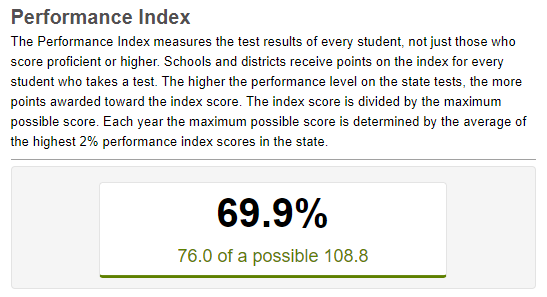 Performance Index
The Performance Index measures the test results of every student, not just those who
score proficient or higher. Schools and districts receive points on the index for every
student who takes a test. The higher the performance level on the state tests, the more
points awarded toward the index score. The index score is divided by the maximum
possible score. Each year the maximum possible score is determined by the average of
the highest 2% performance index scores in the state.
69.9%
76.0 of a possible 108.8